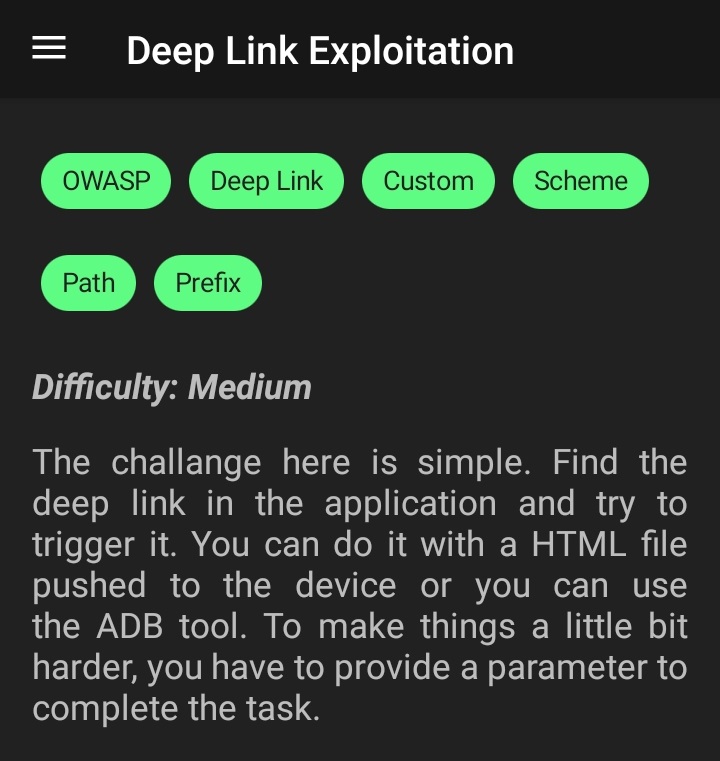 Deep Link Exploitation
OWASP Deep Link Custom Scheme
Path Prefix
Difficulty: Medium
The challange here is simple. Find the
deep link in the application and try to
trigger it. You can do it with a HTML file
pushed to the device or you can use
the ADB tool. To make things a little bit
harder, you have to provide a parameter to
complete the task.